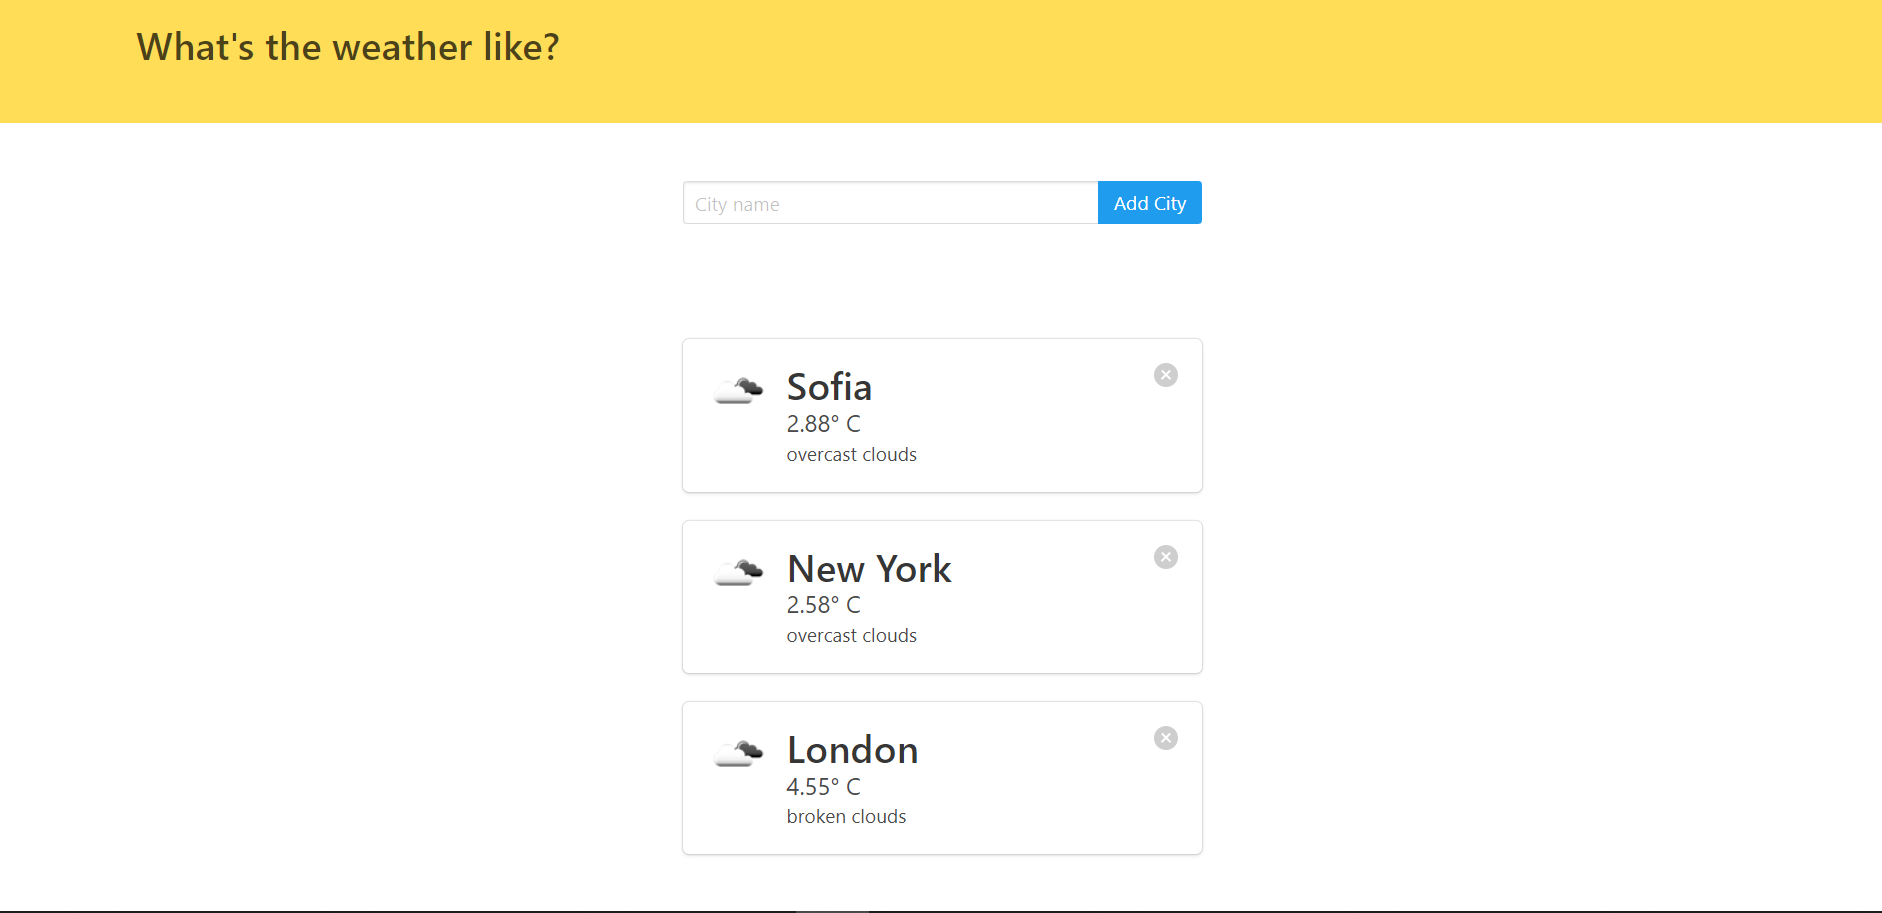 What's the weather like?
City name
Add City
Sofia
2.88° C
overcast clouds
New York
2.58° C
overcast clouds
London
4.55° C
broken clouds